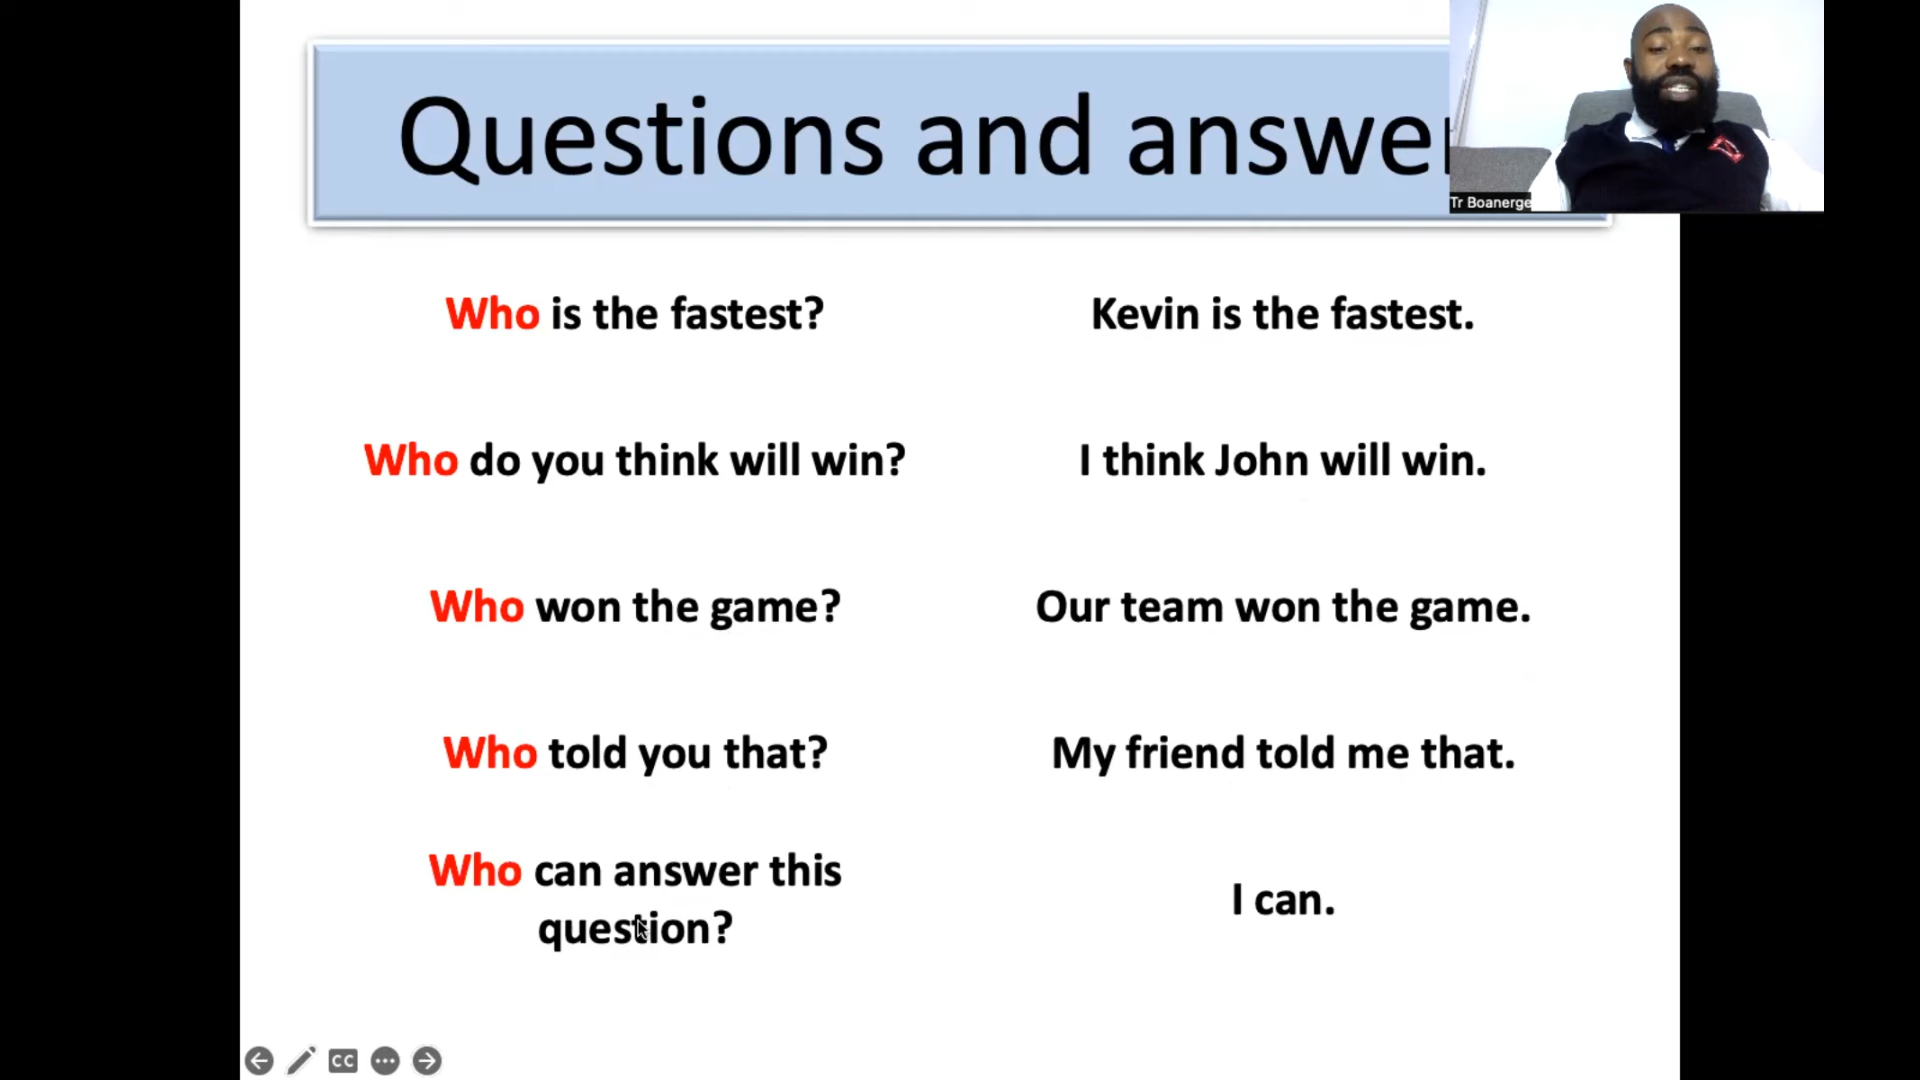 Questions and answer
Tr Boanerge
Who is the fastest?
Kevin is the fastest.
Who do you think will win?
I think John will win.
Who won the game?
Our team won the game.
Who told you that?
My friend told me that.
Who can answer this
question?
I can.
CC